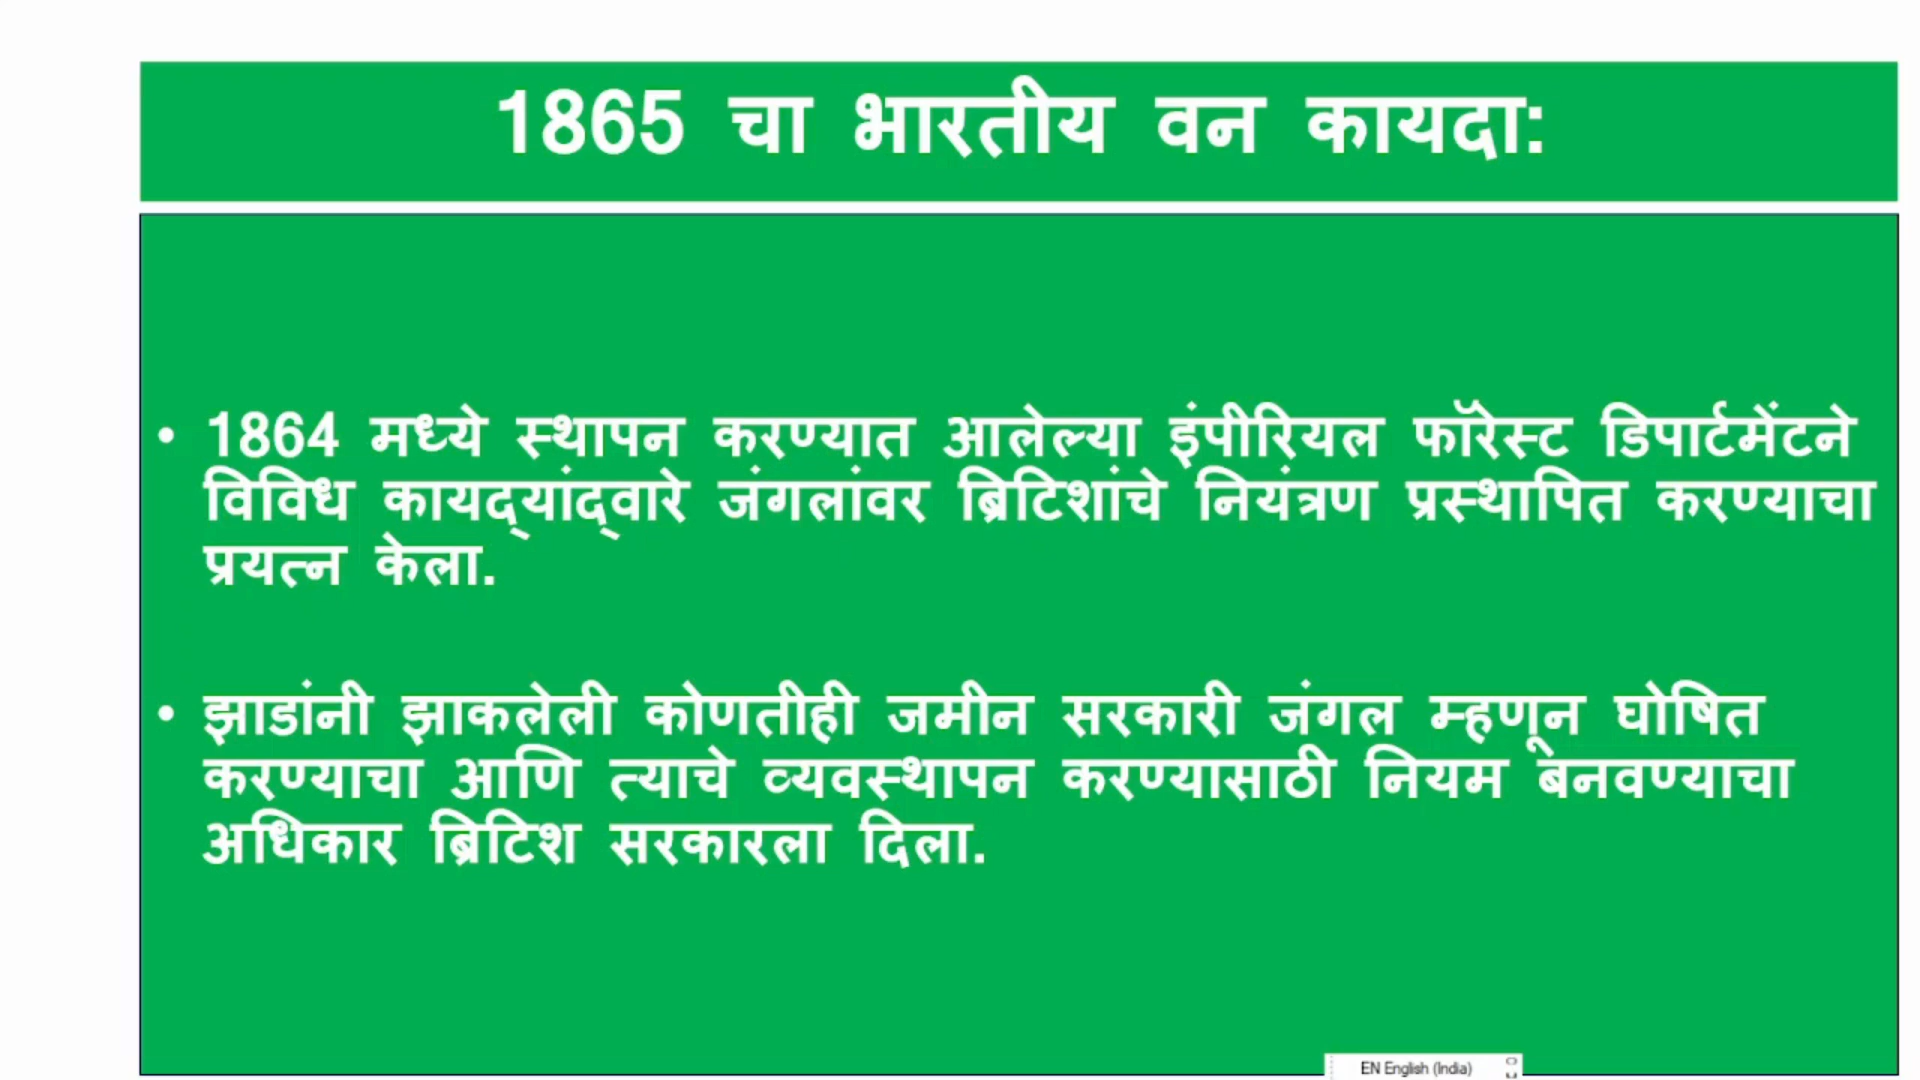 1865 चा भारतीय वन कायदा:
• 1864 मध्ये स्थापन करण्यात आलेल्या इंपीरियल फॉरेस्ट डिपार्टमेंटने
विविध कायद्यांद्वारे जंगलांवर ब्रिटिशांचे नियंत्रण प्रस्थापित करण्याचा
प्रयत्न केला.
• झाडांनी झाकलेली कोणतीही जमीन सरकारी जंगल म्हणून घोषित
करण्याचा आणि त्याचे व्यवस्थापन करण्यासाठी नियम बनवण्याचा
अधिकार ब्रिटिश सरकारला दिला.
EN English (India)